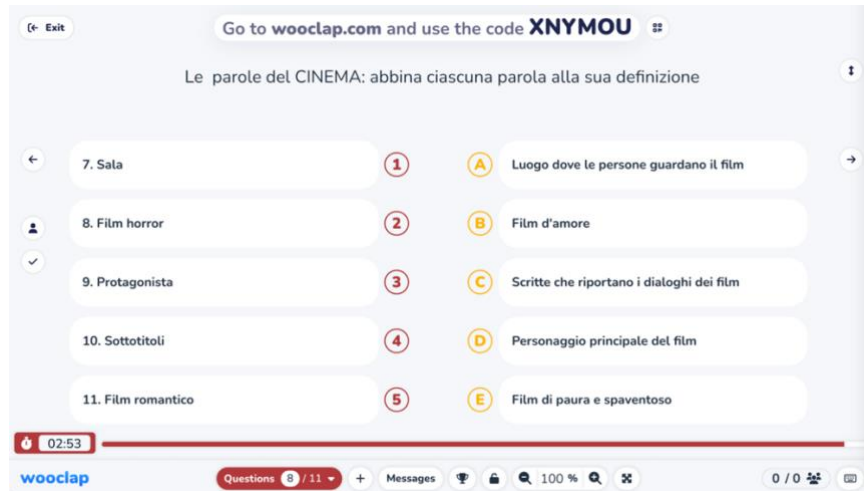 Exit
Go to wooclap.com and use the code XNYMOU
Le parole del CINEMA: abbina ciascuna parola alla sua definizione
7. Sala 1 A Luogo dove le persone guardano il film
8. Film horror 2 B Film d'amore
9. Protagonista 3 C Scritte che riportano i dialoghi dei film
10. Sottotitoli 4 D Personaggio principale del film
11. Film romantico 5 E Film di paura e spaventoso
02:53
wooclap Questions 8 / 11 + Messages 100 % 0 / 0